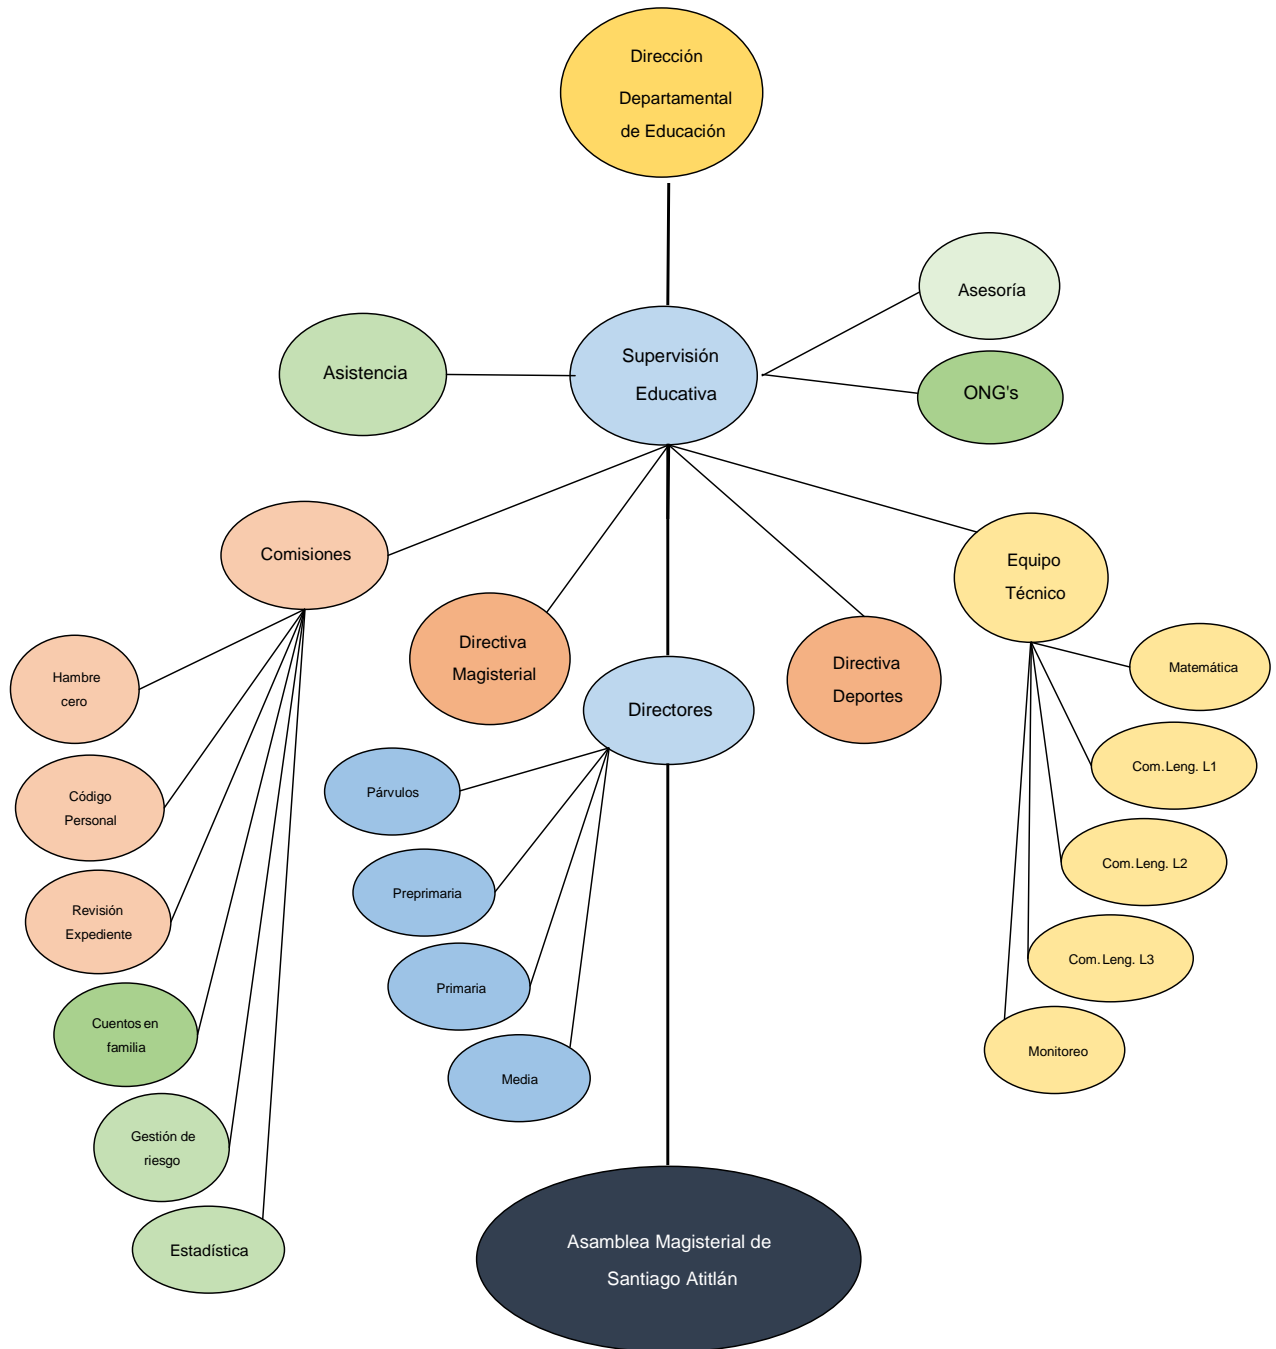 Dirección
Departamental
de Educación
Asesoría
Supervisión
Educativa
Asistencia
ONG's
Comisiones
Equipo
Técnico
Directiva
Magisterial
Directiva
Deportes
Directores
Hambre
cero
Código
Personal
Revisión
Expediente
Cuentos en
familia
Gestión de
riesgo
Estadística
Párvulos
Preprimaria
Primaria
Media
Matemática
Com. Leng. L1
Com. Leng. L2
Com. Leng. L3
Monitoreo
Asamblea Magisterial de
Santiago Atitlán